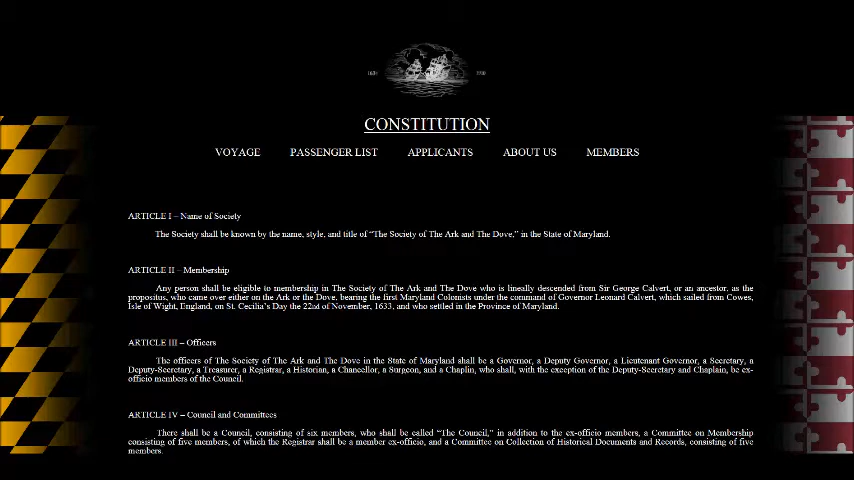 CONSTITUTION
VOYAGE PASSENGER LIST APPLICANTS ABOUT US MEMBERS
ARTICLE I – Name of Society
The Society shall be known by the name, style, and title of “The Society of The Ark and The Dove,” in the State of Maryland.
ARTICLE II – Membership
Any person shall be eligible to membership in The Society of The Ark and The Dove who is lineally descended from Sir George Calvert, or an ancestor, as the
propositus, who came over either on the Ark or the Dove, bearing the first Maryland Colonists under the command of Governor Leonard Calvert, which sailed from Cowes,
Isle of Wight, England, on St. Cecilia’s Day the 22nd of November, 1633, and who settled in the Province of Maryland.
ARTICLE III – Officers
The officers of The Society of The Ark and The Dove in the State of Maryland shall be a Governor, a Deputy Governor, a Lieutenant Governor, a Secretary, a
Deputy-Secretary, a Treasurer, a Registrar, a Historian, a Chancellor, a Surgeon, and a Chaplin, who shall, with the exception of the Deputy-Secretary and Chaplin, be ex-
officio members of the Council.
ARTICLE IV – Council and Committees
There shall be a Council, consisting of six members, who shall be called “The Council,” in addition to the ex-officio members, a Committee on Membership
consisting of five members, of which the Registrar shall be a member ex-officio, and a Committee on Collection of Historical Documents and Records, consisting of five
members.